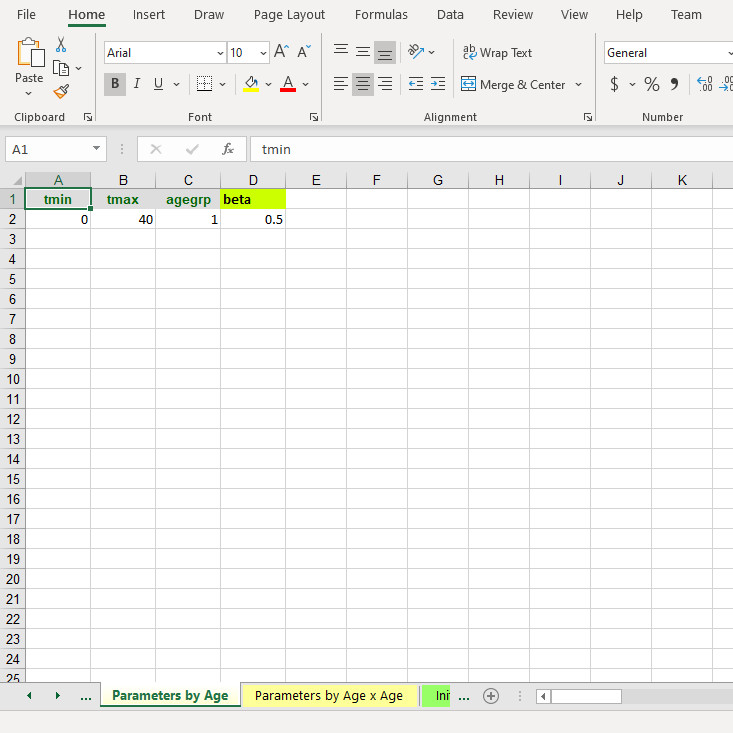 File Home Insert Draw Page Layout Formulas Data Review View Help Team
Arial 10 A A ab Wrap Text General
Paste B I U A Merge & Center $ % , .00
Clipboard Font Alignment Number
A1 fx tmin
A B C D E F G H I J K
1 tmin tmax agegrp beta
2 0 40 1 0.5
3
4
5
6
7
8
9
10
11
12
13
14
15
16
17
18
19
20
21
22
23
24
25
... Parameters by Age Parameters by Age x Age Ini ...